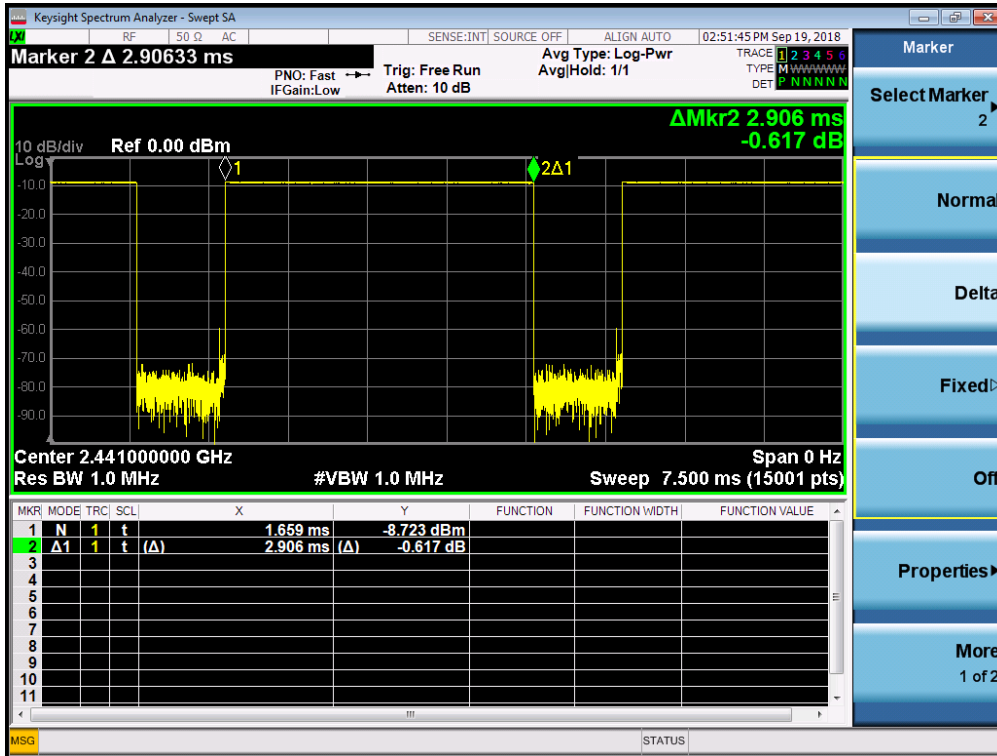 Keysight Spectrum Analyzer - Swept SA
LXI RF 50 Ω AC SENSE:INT SOURCE OFF ALIGN AUTO 02:51:45 PM Sep 19, 2018
Marker 2 Δ 2.90633 ms
PNO: Fast
IFGain:Low
Trig: Free Run
Atten: 10 dB
Avg Type: Log-Pwr
Avg|Hold: 1/1
TRACE 1 2 3 4 5 6
TYPE M WWWWW
DET P N N N N N
ΔMkr2 2.906 ms
-0.617 dB
10 dB/div Ref 0.00 dBm
Log
1
2Δ1
-10.0
-20.0
-30.0
-40.0
-50.0
-60.0
-70.0
-80.0
-90.0
Center 2.441000000 GHz Span 0 Hz
Res BW 1.0 MHz #VBW 1.0 MHz Sweep 7.500 ms (15001 pts)
MKR MODE TRC SCL X Y FUNCTION FUNCTION WIDTH FUNCTION VALUE
1 N 1 t 1.659 ms -8.723 dBm
2 Δ1 1 t (Δ) 2.906 ms (Δ) -0.617 dB
3
4
5
6
7
8
9
10
11
MSG STATUS
Marker
Select Marker
2
Normal
Delta
Fixed
Off
Properties
More
1 of 2